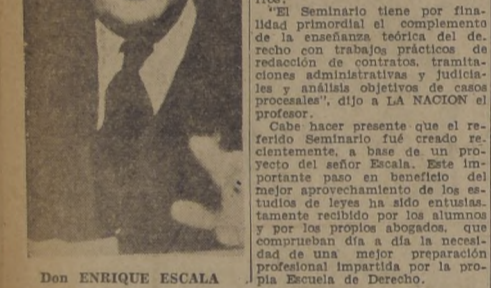 "El Seminario tiene por fina-
lidad primordial el complemento
de la enseñanza teórica del de-
recho con trabajos prácticos de
redacción de contratos, tramita-
ciones administrativas y judicia-
les y análisis objetivos de casos
procesales", dijo a LA NACION el
profesor.
Cabe hacer presente que el re-
ferido Seminario fué creado re-
cientemente, a base de un pro-
yecto del señor Escala. Este im-
portante paso en beneficio del
mejor aprovechamiento de los es-
tudios de leyes ha sido entusias-
tamente recibido por los alumnos
y por los propios abogados, que
comprueban día a día la necesi-
dad de una mejor preparación
profesional impartida por la pro-
pia Escuela de Derecho.
Don ENRIQUE ESCALA